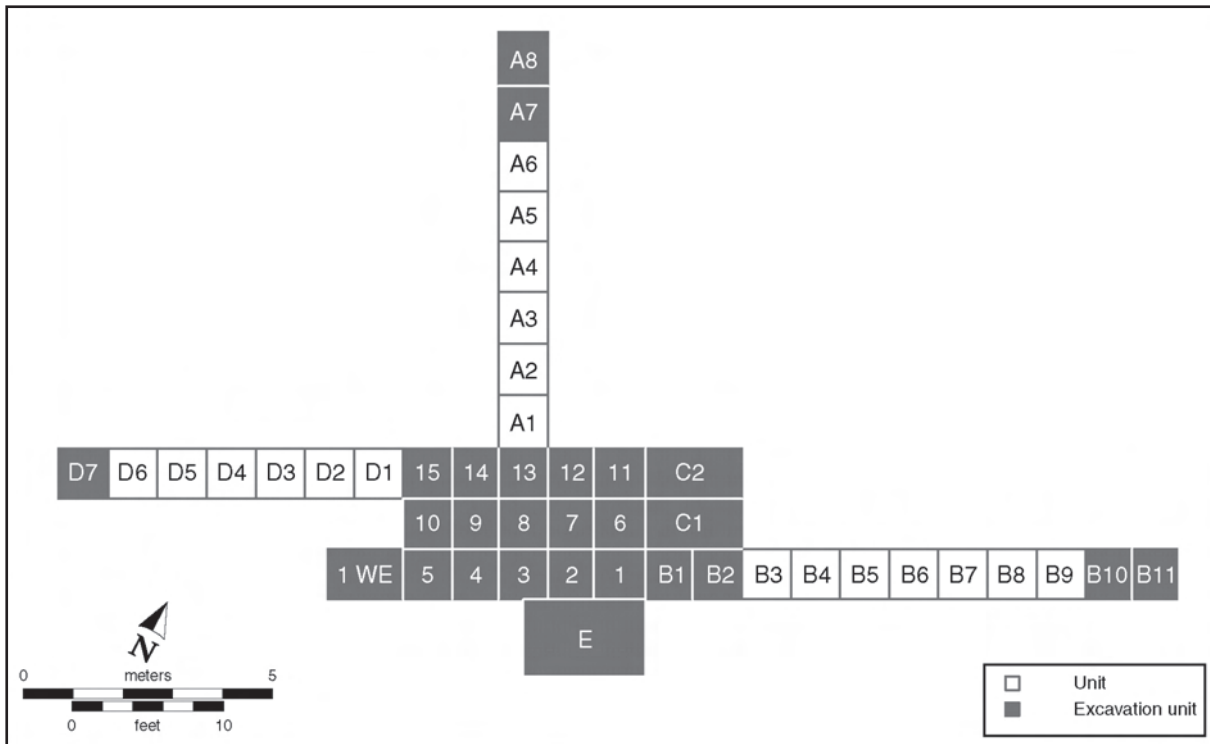 A8
A7
A6
A5
A4
A3
A2
A1
D7 D6 D5 D4 D3 D2 D1 15 14 13 12 11 C2
10 9 8 7 6 C1
1 WE 5 4 3 2 1 B1 B2 B3 B4 B5 B6 B7 B8 B9 B10 B11
E
N
0 meters 5
0 feet 10
Unit
Excavation unit